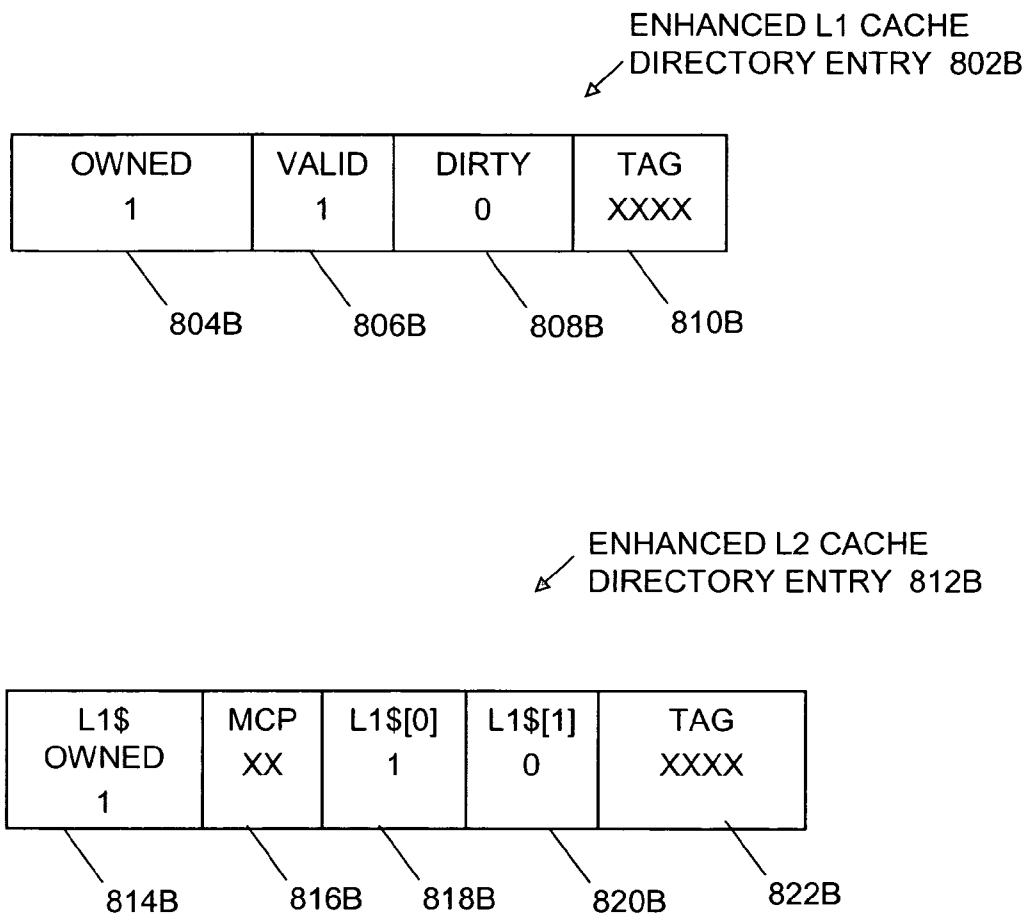 ENHANCED L1 CACHE
DIRECTORY ENTRY 802B
OWNED VALID DIRTY TAG
1 1 0 XXXX
804B 806B 808B 810B
ENHANCED L2 CACHE
DIRECTORY ENTRY 812B
L1$ MCP L1$[0] L1$[1] TAG
OWNED XX 1 0 XXXX
1
814B 816B 818B 820B 822B